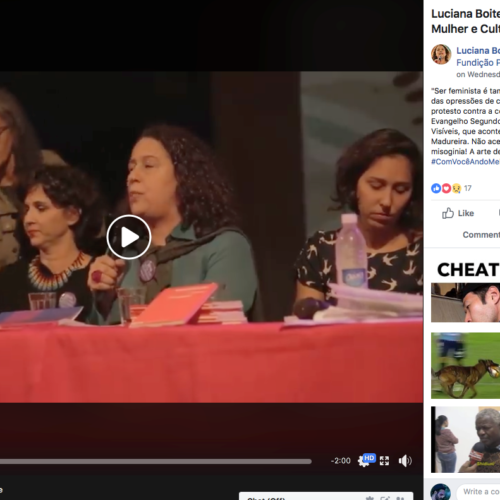 Luciana Boite
Mulher e Cult
Luciana Bo
Fundição P
on Wednesd
"Ser feminista é tam
das opressões de c
protesto contra a c
Evangelho Segundo
Visíveis, que aconte
Madureira. Não ace
misoginia! A arte de
#ComVocêAndoMe
17
Like
Comment
CHEAT
-2:00
HD
Chat (Off)
Write a co